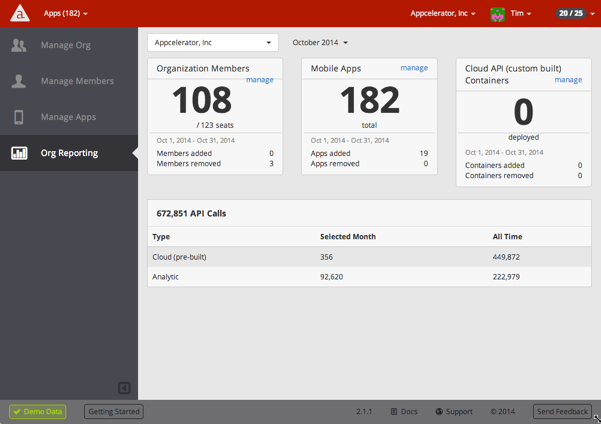 a Apps (182) Appcelerator, Inc Tim 20 / 25
Manage Org
Manage Members
Manage Apps
Org Reporting
Appcelerator, Inc October 2014
Organization Members
manage
108
/ 123 seats
Oct 1, 2014 - Oct 31, 2014
Members added 0
Members removed 3
Mobile Apps manage
182
total
Oct 1, 2014 - Oct 31, 2014
Apps added 19
Apps removed 0
Cloud API (custom built)
Containers manage
0
deployed
Oct 1, 2014 - Oct 31, 2014
Containers added 0
Containers removed 0
672,851 API Calls
Type Selected Month All Time
Cloud (pre-built) 356 449,872
Analytic 92,620 222,979
Demo Data Getting Started 2.1.1 Docs Support © 2014 Send Feedback